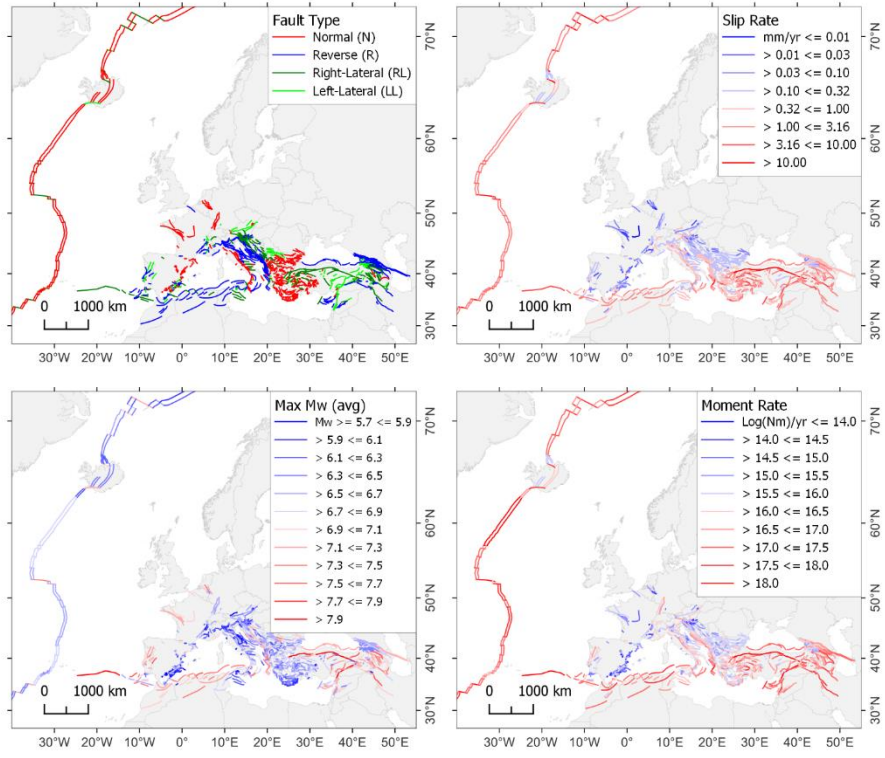 Fault Type
Normal (N)
Reverse (R)
Right-Lateral (RL)
Left-Lateral (LL)
70°N
60°N
50°N
40°N
30°N
0 1000 km
30°W 20°W 10°W 0° 10°E 20°E 30°E 40°E 50°E
Slip Rate
mm/yr <= 0.01
> 0.01 <= 0.03
> 0.03 <= 0.10
> 0.10 <= 0.32
> 0.32 <= 1.00
> 1.00 <= 3.16
> 3.16 <= 10.00
> 10.00
70°N
60°N
50°N
40°N
30°N
0 1000 km
30°W 20°W 10°W 0° 10°E 20°E 30°E 40°E 50°E
Max Mw (avg)
Mw >= 5.7 <= 5.9
> 5.9 <= 6.1
> 6.1 <= 6.3
> 6.3 <= 6.5
> 6.5 <= 6.7
> 6.7 <= 6.9
> 6.9 <= 7.1
> 7.1 <= 7.3
> 7.3 <= 7.5
> 7.5 <= 7.7
> 7.7 <= 7.9
> 7.9
70°N
60°N
50°N
40°N
30°N
0 1000 km
30°W 20°W 10°W 0° 10°E 20°E 30°E 40°E 50°E
Moment Rate
Log(Nm)/yr <= 14.0
> 14.0 <= 14.5
> 14.5 <= 15.0
> 15.0 <= 15.5
> 15.5 <= 16.0
> 16.0 <= 16.5
> 16.5 <= 17.0
> 17.0 <= 17.5
> 17.5 <= 18.0
> 18.0
70°N
60°N
50°N
40°N
30°N
0 1000 km
30°W 20°W 10°W 0° 10°E 20°E 30°E 40°E 50°E